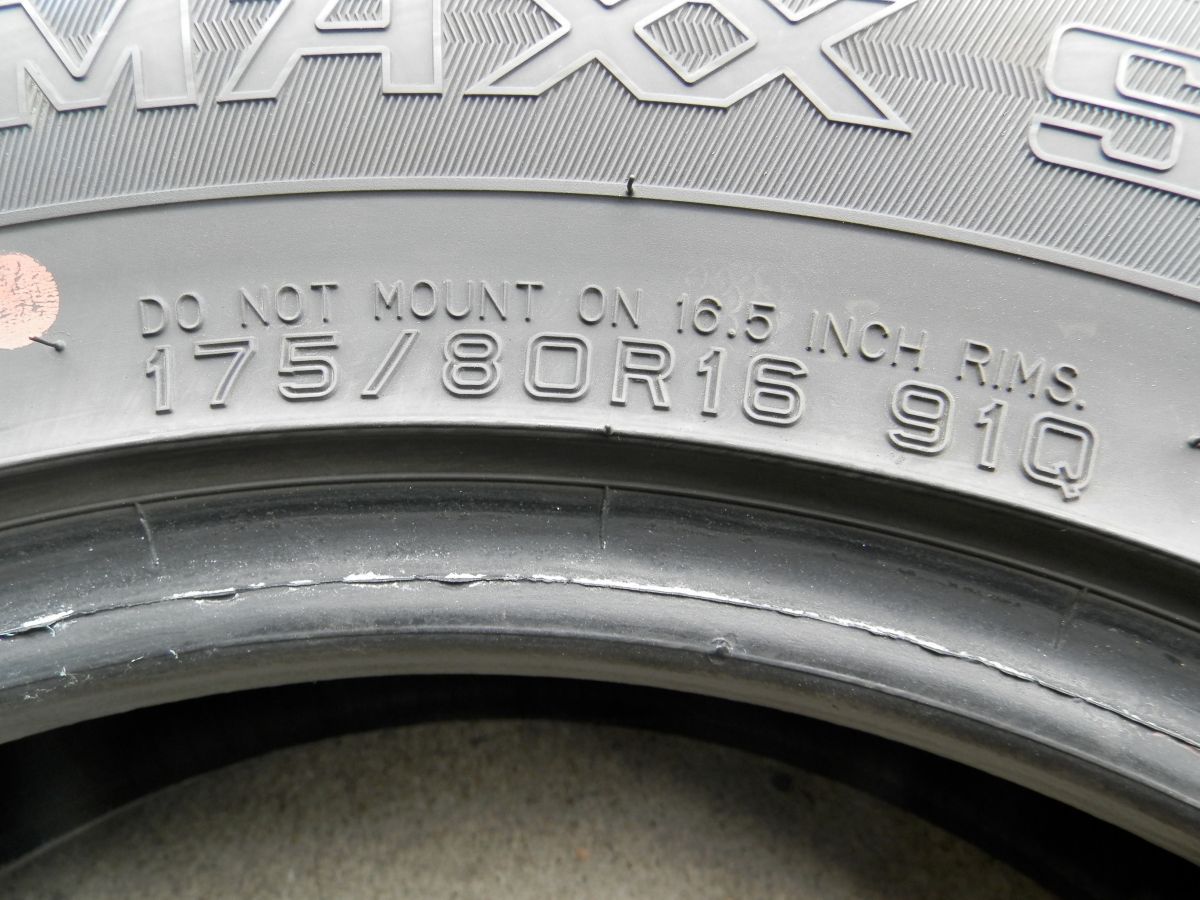 MAXX S
DO NOT MOUNT ON 16.5 INCH RIMS.
175/80R16 91Q